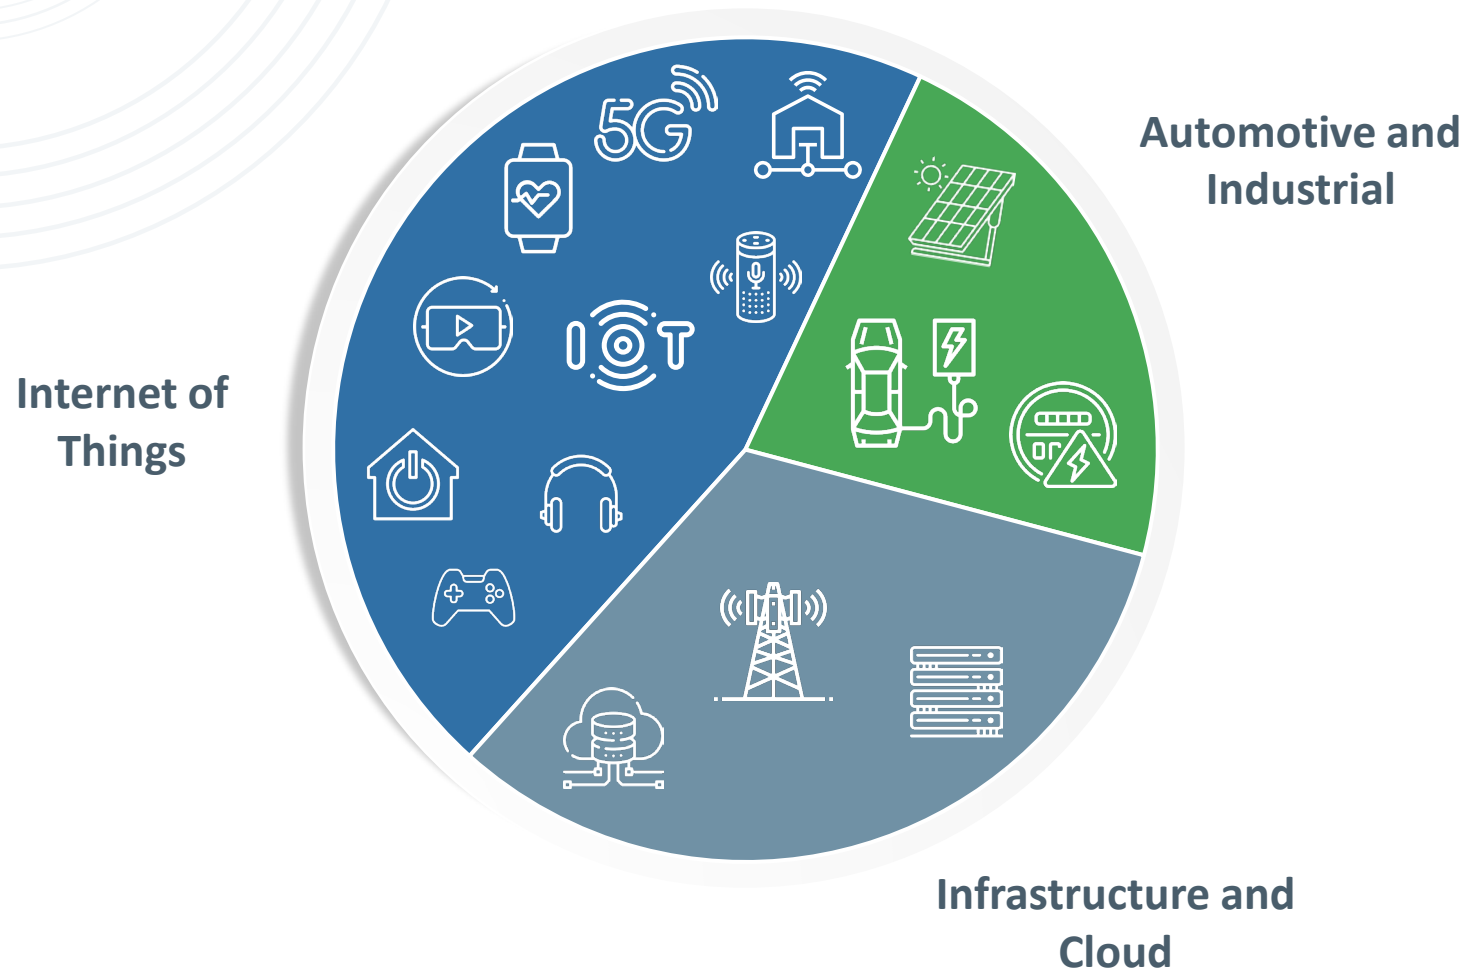 5G
Automotive and
Industrial
IOT
Internet of
Things
Infrastructure and
Cloud